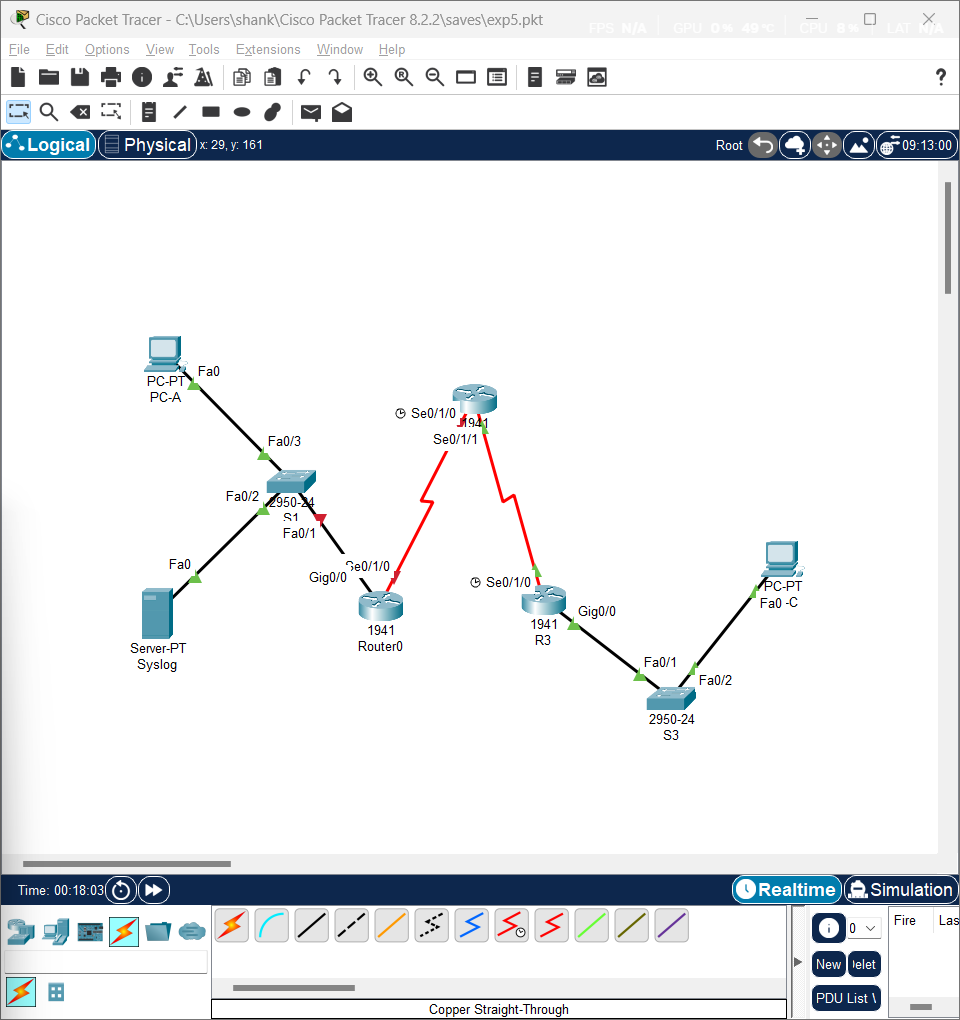 Cisco Packet Tracer - C:\Users\shank\Cisco Packet Tracer 8.2.2\saves\exp5.pkt
FPS N/A GPU 0% 49°C CPU 8% LAT N/A
File Edit Options View Tools Extensions Window Help
?
Logical Physical x: 29, y: 161 Root 09:13:00
PC-PT
PC-A
Fa0
Fa0/3
Fa0/2
2950-24
S1
Fa0/1
Fa0
Server-PT
Syslog
Se0/1/0
1941
Se0/1/1
Se0/1/0
Gig0/0
1941
Router0
Se0/1/0
1941
R3
Gig0/0
PC-PT
Fa0 -C
Fa0/1
Fa0/2
2950-24
S3
Time: 00:18:03 Realtime Simulation
0 Fire Las
New elet
PDU List
Copper Straight-Through